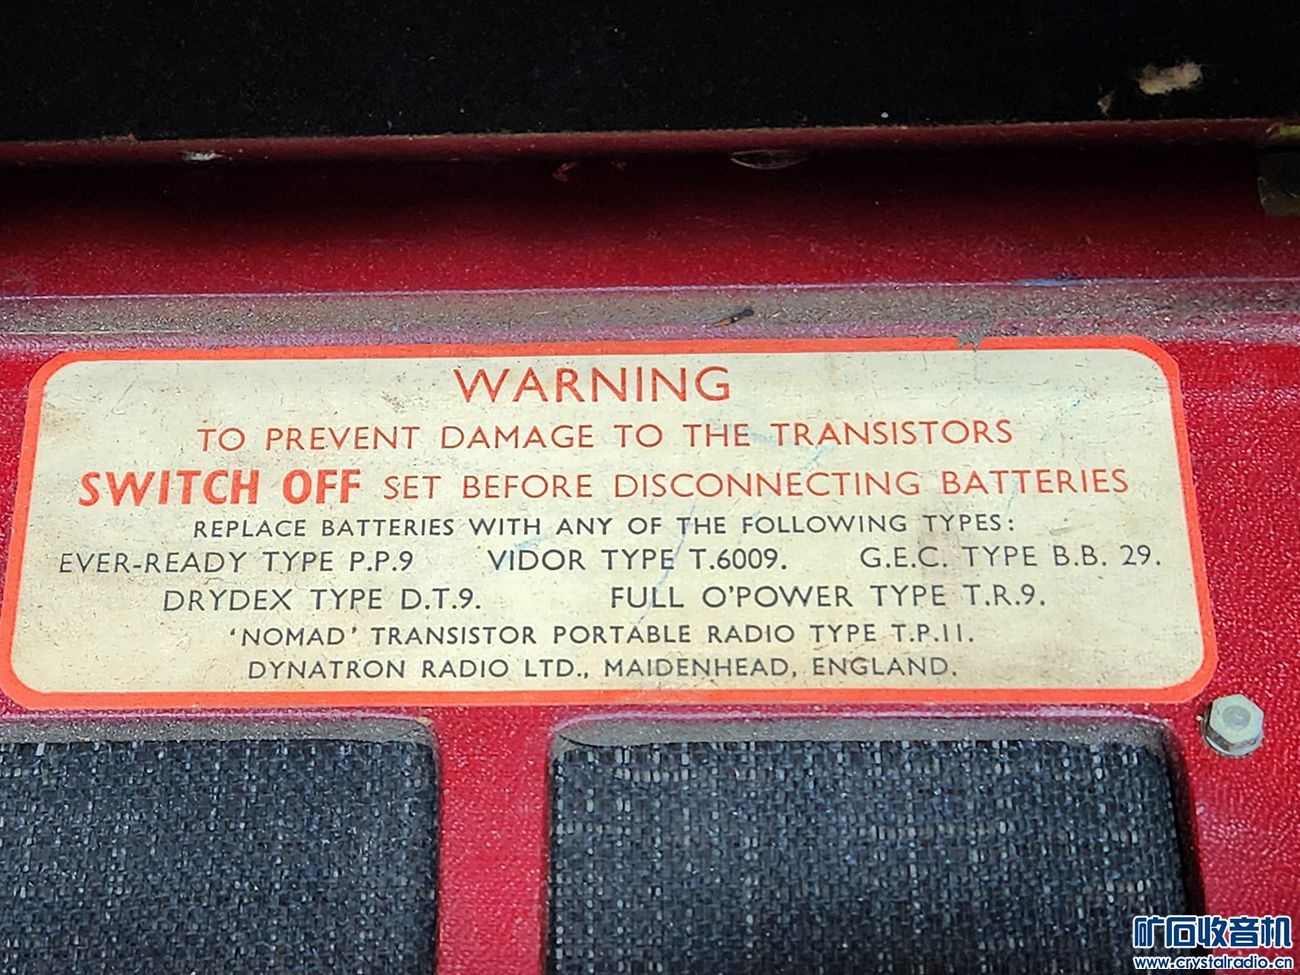 WARNING
TO PREVENT DAMAGE TO THE TRANSISTORS
SWITCH OFF SET BEFORE DISCONNECTING BATTERIES
REPLACE BATTERIES WITH ANY OF THE FOLLOWING TYPES:
EVER-READY TYPE P.P.9 VIDOR TYPE T.6009. G.E.C. TYPE B.B. 29.
DRYDEX TYPE D.T.9. FULL O'POWER TYPE T.R.9.
‘NOMAD’ TRANSISTOR PORTABLE RADIO TYPE T.P.11.
DYNATRON RADIO LTD., MAIDENHEAD, ENGLAND.
矿石收音机
www.crystalradio.cn